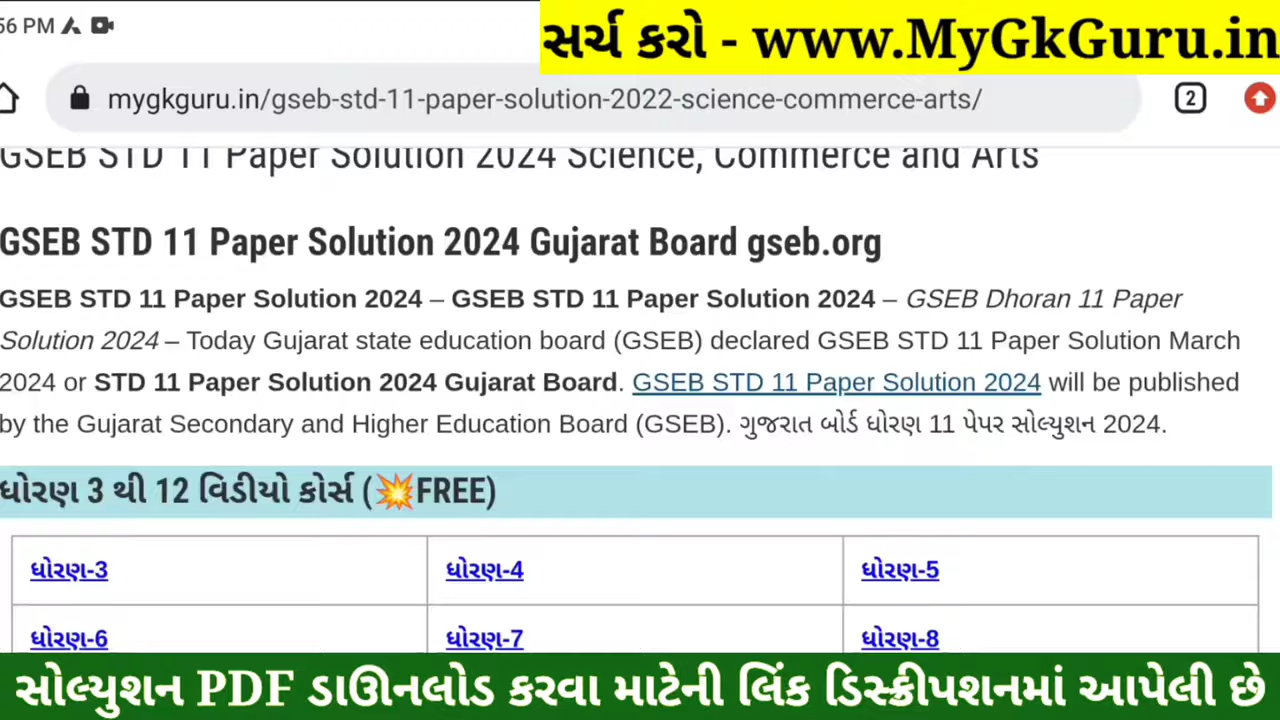 56 PM
સર્ચ કરો - www.MyGkGuru.in
mygkguru.in/gseb-std-11-paper-solution-2022-science-commerce-arts/
2
GSEB STD 11 Paper Solution 2024 Science, Commerce and Arts
GSEB STD 11 Paper Solution 2024 Gujarat Board gseb.org
GSEB STD 11 Paper Solution 2024 – GSEB STD 11 Paper Solution 2024 – GSEB Dhoran 11 Paper
Solution 2024 – Today Gujarat state education board (GSEB) declared GSEB STD 11 Paper Solution March
2024 or STD 11 Paper Solution 2024 Gujarat Board. GSEB STD 11 Paper Solution 2024 will be published
by the Gujarat Secondary and Higher Education Board (GSEB). ગુજરાત બોર્ડ ધોરણ 11 પેપર સોલ્યુશન 2024.
ધોરણ 3 થી 12 વિડીયો કોર્સ (💥FREE)
ધોરણ-3 ધોરણ-4 ધોરણ-5
ધોરણ-6 ધોરણ-7 ધોરણ-8
સોલ્યુશન PDF ડાઊનલોડ કરવા માટેની લિંક ડિસ્ક્રીપશનમાં આપેલી છે